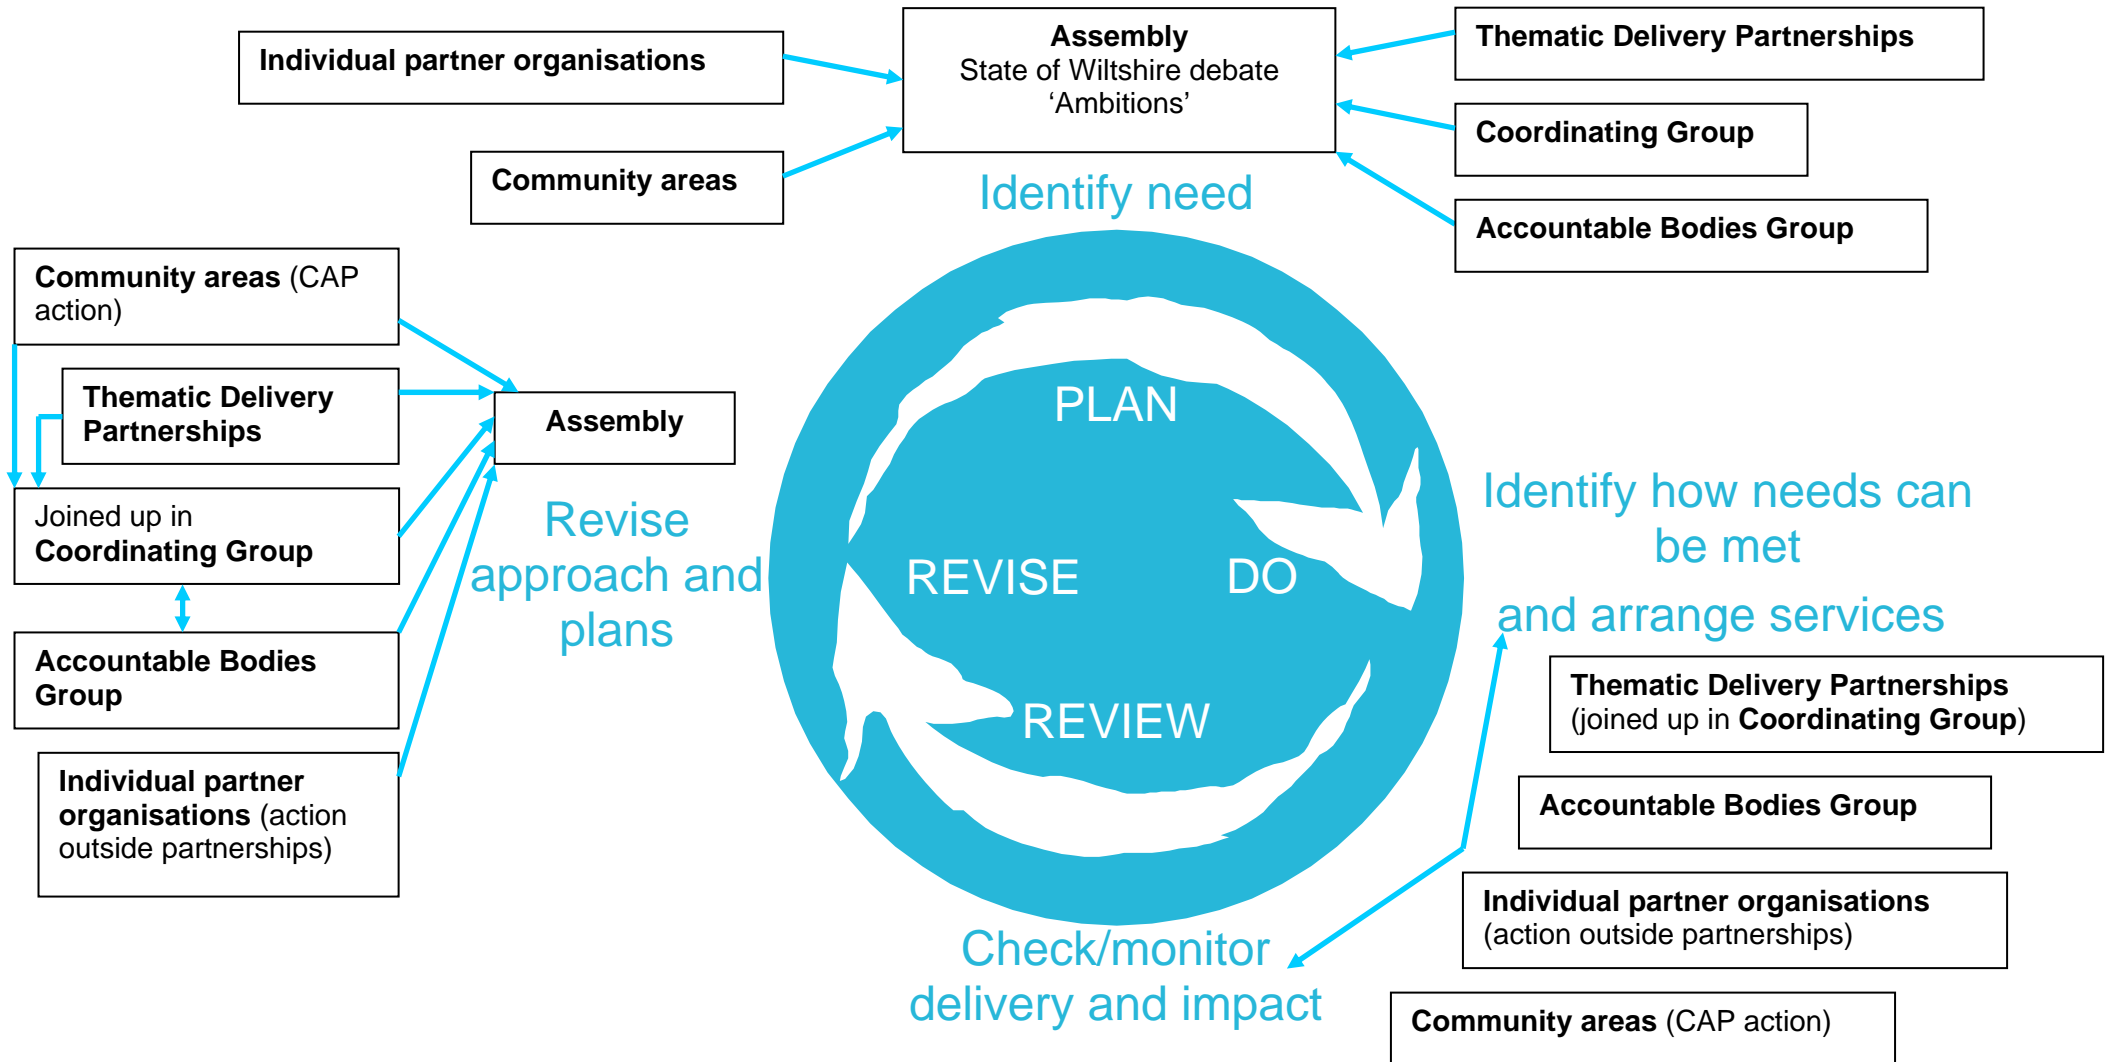 Individual partner organisations
Assembly
State of Wiltshire debate
‘Ambitions’
Thematic Delivery Partnerships
Coordinating Group
Community areas
Accountable Bodies Group
Identify need
Community areas (CAP
action)
Thematic Delivery
Partnerships
Assembly
Joined up in
Coordinating Group
Accountable Bodies
Group
Individual partner
organisations (action
outside partnerships)
Revise
approach and
plans
PLAN
REVISE
DO
REVIEW
Identify how needs can
be met
and arrange services
Thematic Delivery Partnerships
(joined up in Coordinating Group)
Accountable Bodies Group
Individual partner organisations
(action outside partnerships)
Community areas (CAP action)
Check/monitor
delivery and impact